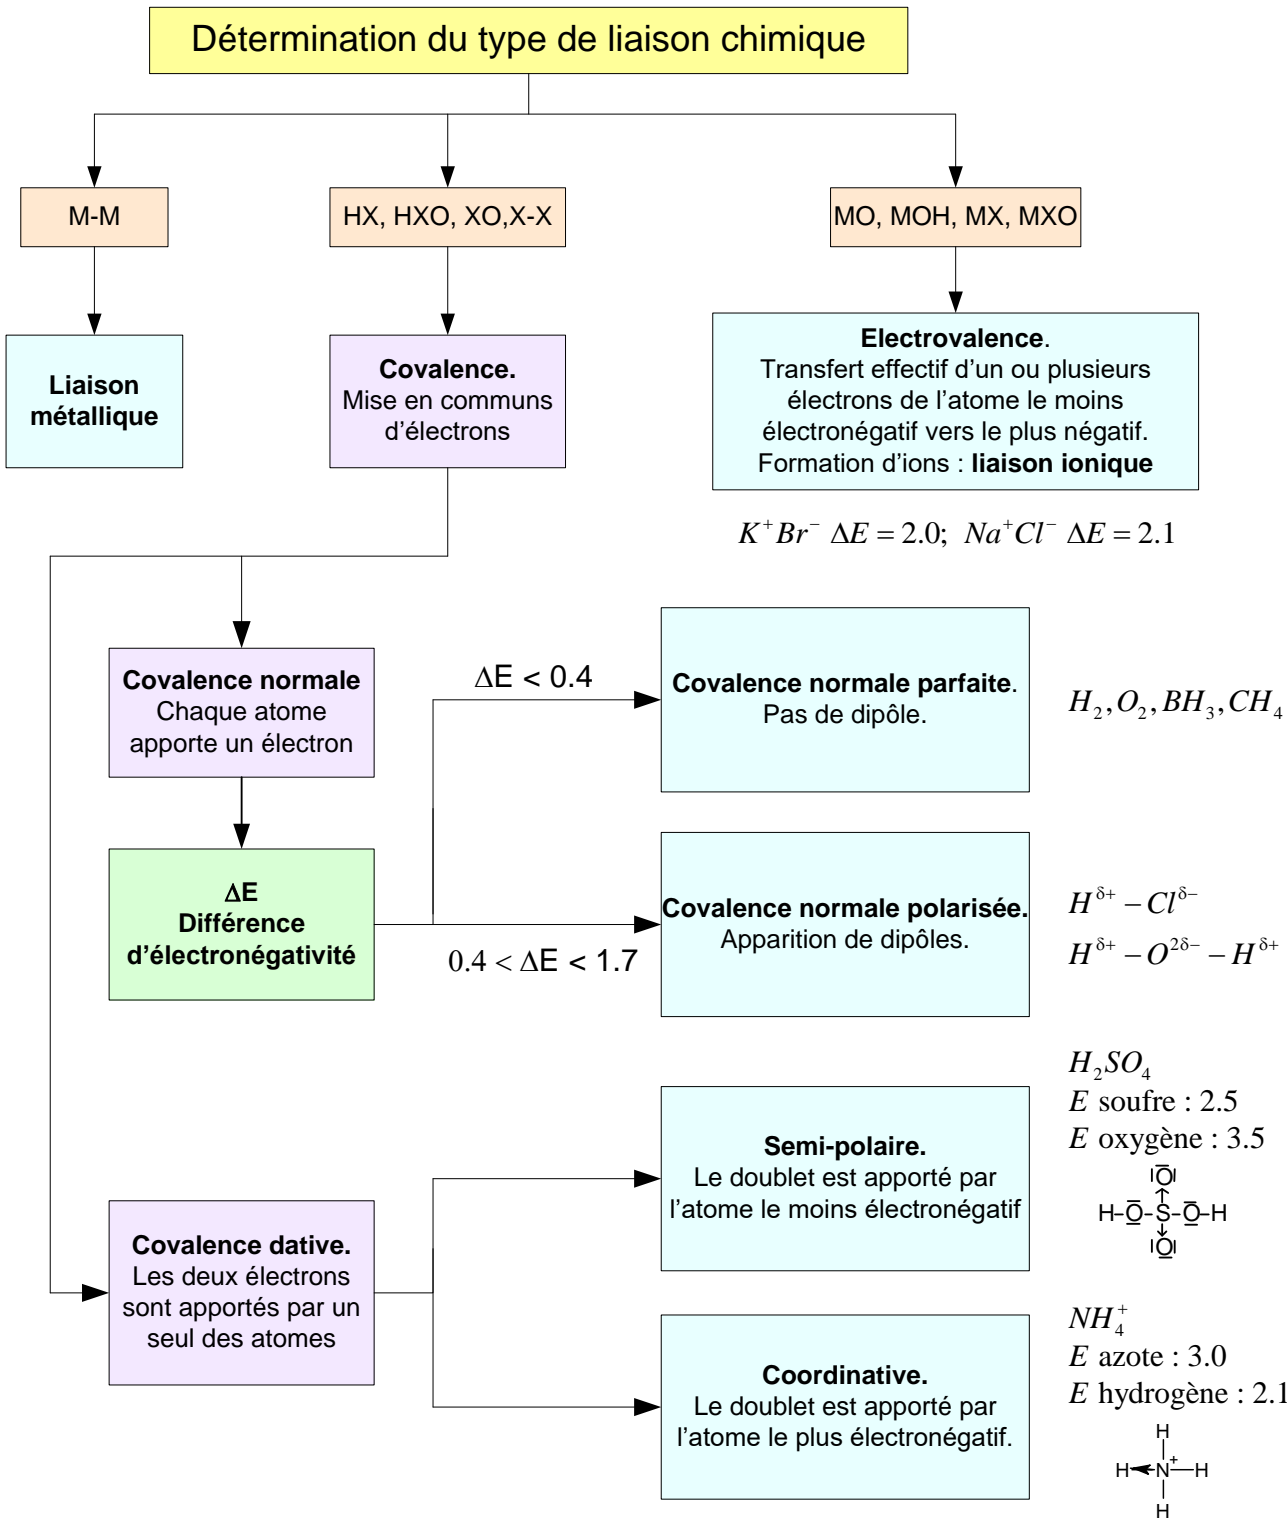 Détermination du type de liaison chimique
M-M
HX, HXO, XO,X-X
MO, MOH, MX, MXO
Liaison
métallique
Covalence.
Mise en communs
d'électrons
Electrovalence.
Transfert effectif d'un ou plusieurs
électrons de l'atome le moins
électronégatif vers le plus négatif.
Formation d'ions : liaison ionique
K⁺Br⁻ ΔE = 2.0; Na⁺Cl⁻ ΔE = 2.1
Covalence normale
Chaque atome
apporte un électron
ΔE < 0.4
Covalence normale parfaite.
Pas de dipôle.
H₂, O₂, BH₃, CH₄
ΔE
Différence
d'électronégativité
0.4 < ΔE < 1.7
Covalence normale polarisée.
Apparition de dipôles.
H^δ+ – Cl^δ−
H^δ+ – O^2δ− – H^δ+
Covalence dative.
Les deux électrons
sont apportés par un
seul des atomes
Semi-polaire.
Le doublet est apporté par
l'atome le moins électronégatif
H₂SO₄
E soufre : 2.5
E oxygène : 3.5
O
H-O-S-O-H
O
Coordinative.
Le doublet est apporté par
l'atome le plus électronégatif.
NH₄⁺
E azote : 3.0
E hydrogène : 2.1
H
H N⁺ H
H